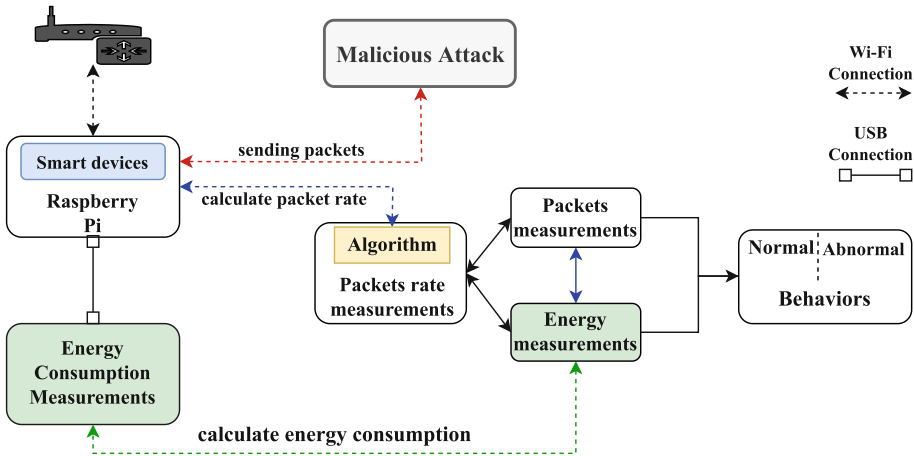 Malicious Attack
Wi-Fi
Connection
USB
Connection
Smart devices
Raspberry
Pi
sending packets
calculate packet rate
Algorithm
Packets rate
measurements
Packets
measurements
Energy
measurements
Normal Abnormal
Behaviors
Energy
Consumption
Measurements
calculate energy consumption